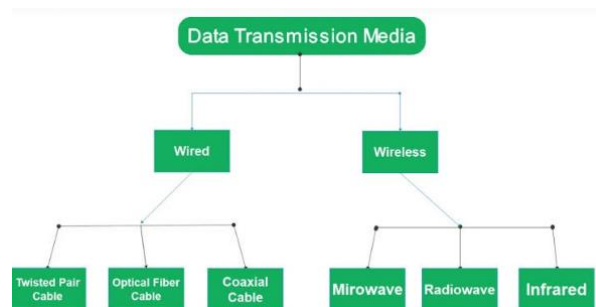 Data Transmission Media
Wired
Wireless
Twisted Pair
Cable
Optical Fiber
Cable
Coaxial
Cable
Mirowave
Radiowave
Infrared